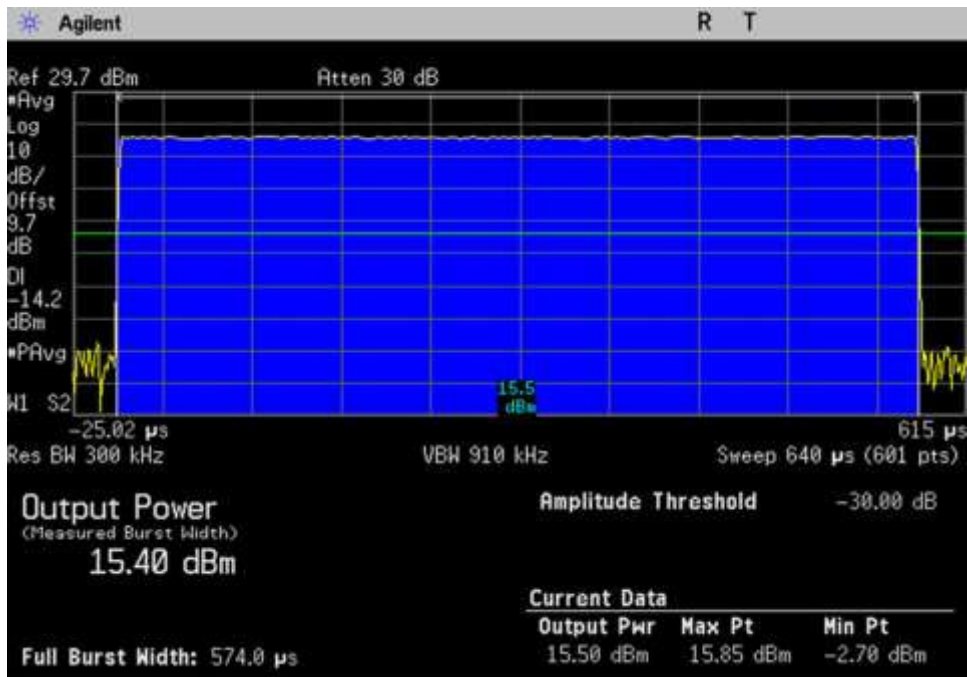 Agilent
R T
Ref 29.7 dBm Atten 30 dB
*Avg
Log
10
dB/
Offst
9.7
dB
DI
-14.2
dBm
*PAvg
W1 S2
15.5
dBm
-25.02 µs 615 µs
Res BW 300 kHz VBW 910 kHz Sweep 640 µs (601 pts)
Output Power
(Measured Burst Width)
15.40 dBm
Full Burst Width: 574.0 µs
Amplitude Threshold -30.00 dB
Current Data
Output Pwr Max Pt Min Pt
15.50 dBm 15.85 dBm -2.70 dBm